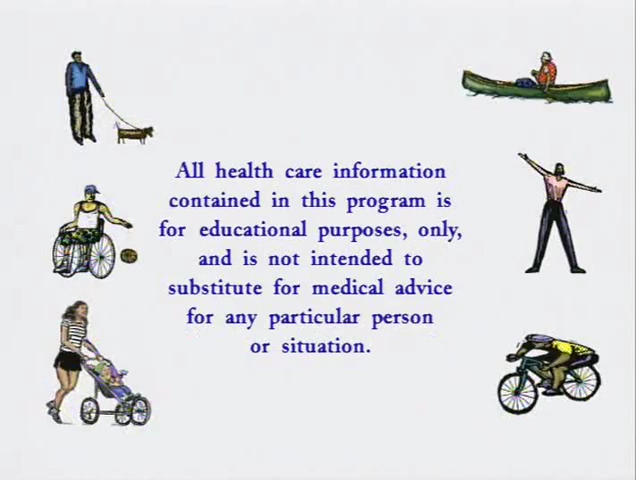 All health care information
contained in this program is
for educational purposes, only,
and is not intended to
substitute for medical advice
for any particular person
or situation.